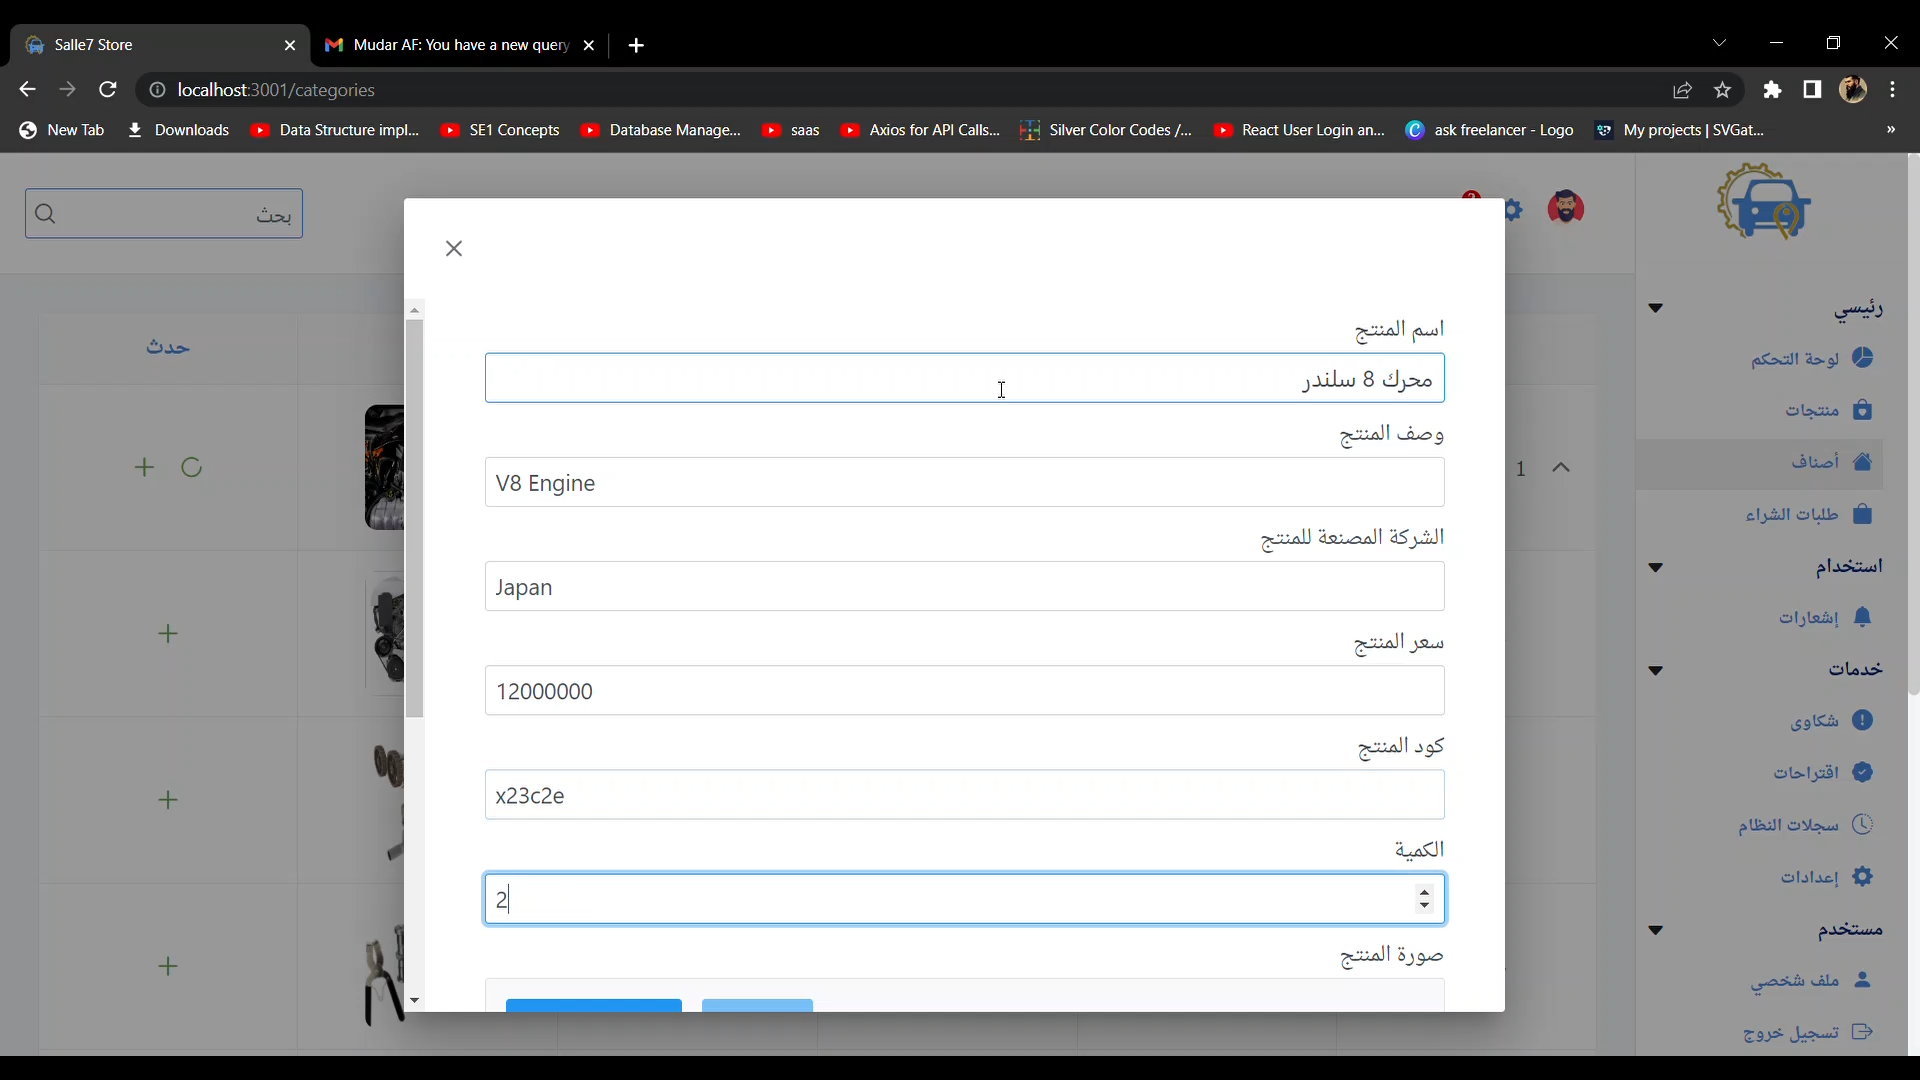 Salle7 Store
Mudar AF: You have a new query
localhost:3001/categories
New Tab
Downloads
Data Structure impl...
SE1 Concepts
Database Manage...
saas
Axios for API Calls...
Silver Color Codes /...
React User Login an...
ask freelancer - Logo
My projects | SVGat...
»
بحث
رئيسي
لوحة التحكم
منتجات
أصناف
طلبات الشراء
استخدام
إشعارات
خدمات
شكاوى
اقتراحات
سجلات النظام
إعدادات
مستخدم
ملف شخصي
تسجيل خروج
حدث
1
اسم المنتج
محرك 8 سلندر
وصف المنتج
V8 Engine
الشركة المصنعة للمنتج
Japan
سعر المنتج
12000000
كود المنتج
x23c2e
الكمية
2
صورة المنتج